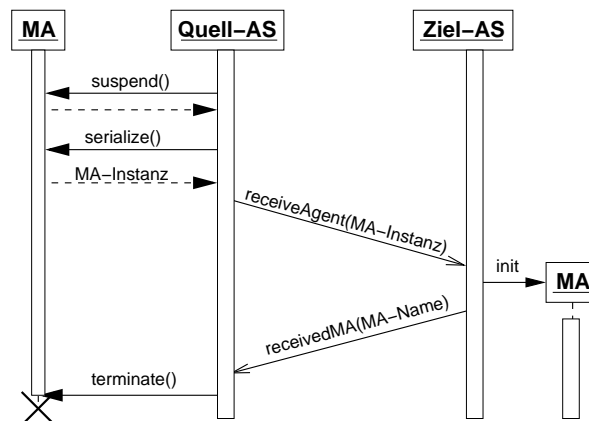 MA
Quell–AS
Ziel–AS
suspend()
serialize()
MA–Instanz
receiveAgent(MA–Instanz)
init
MA
receivedMA(MA–Name)
terminate()